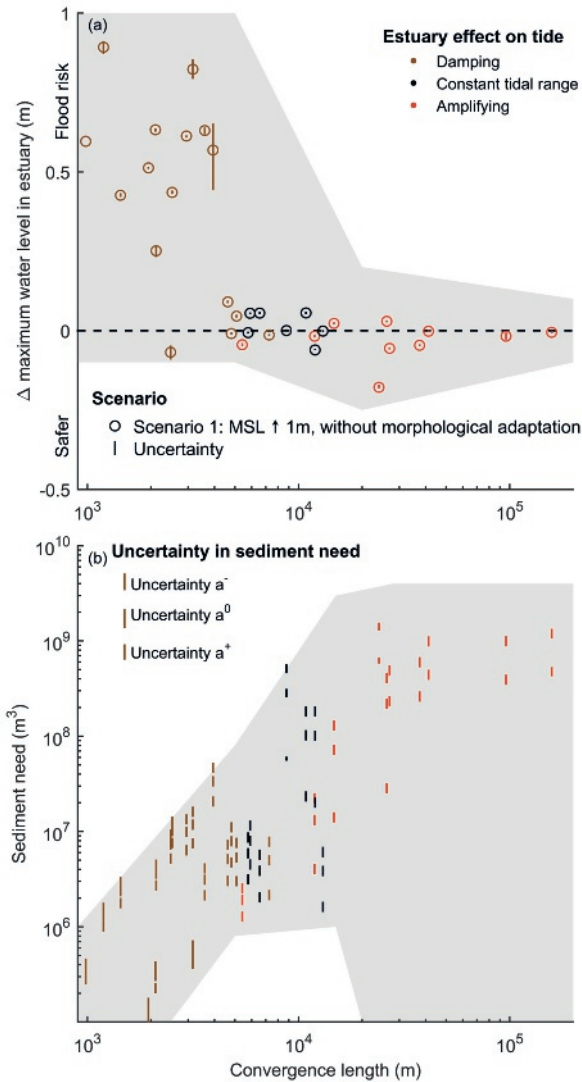 (a)
Estuary effect on tide
Damping
Constant tidal range
Amplifying
Flood risk
Δ maximum water level in estuary (m)
Safer
1
0.5
0
-0.5
Scenario
Scenario 1: MSL ↑ 1m, without morphological adaptation
Uncertainty
10³
10⁴
10⁵
(b)
Uncertainty in sediment need
Uncertainty a⁻
Uncertainty a⁰
Uncertainty a⁺
Sediment need (m³)
10¹⁰
10⁹
10⁸
10⁷
10⁶
10³
10⁴
10⁵
Convergence length (m)